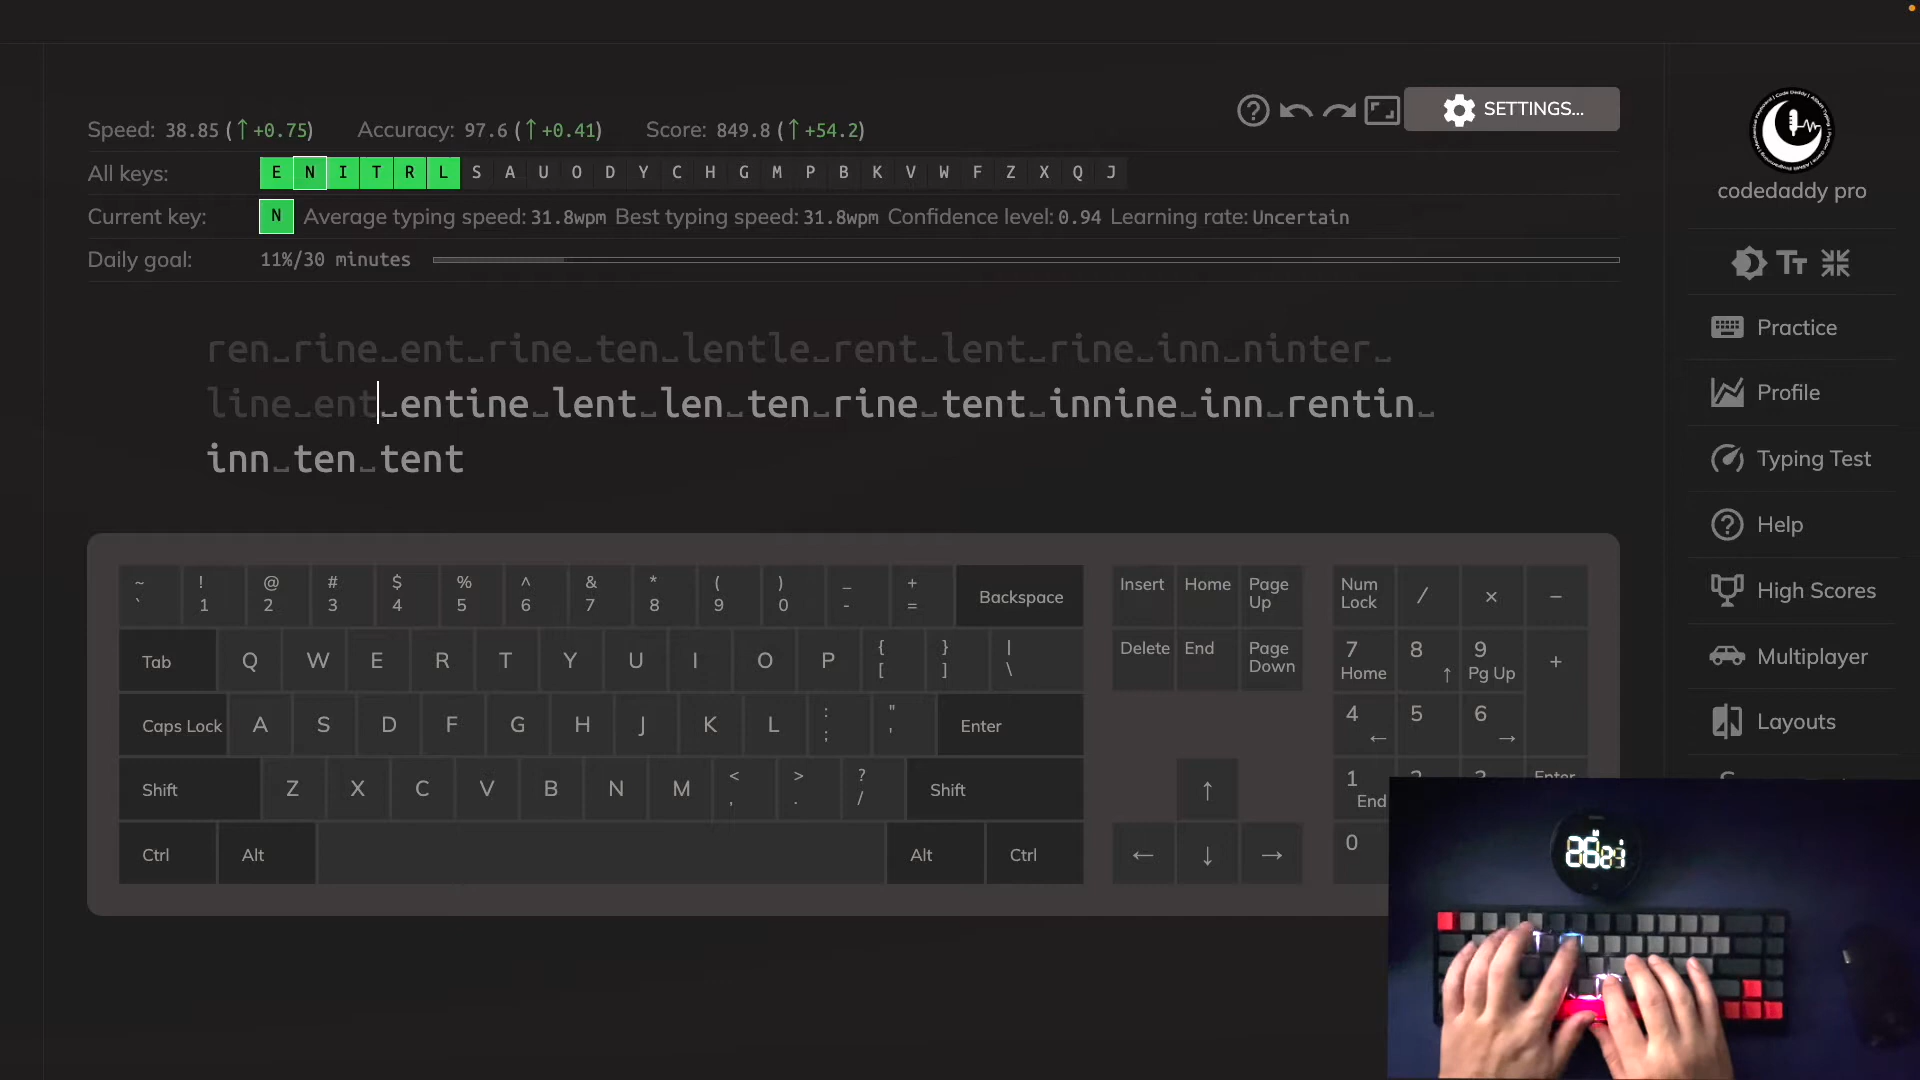 Speed: 38.85 (↑+0.75) Accuracy: 97.6 (↑+0.41) Score: 849.8 (↑+54.2)
SETTINGS...
All keys: E N I T R L S A U O D Y C H G M P B K V W F Z X Q J
Current key: N Average typing speed: 31.8wpm Best typing speed: 31.8wpm Confidence level: 0.94 Learning rate: Uncertain
Daily goal: 11%/30 minutes
ren␣rine␣ent␣rine␣ten␣lentle␣rent␣lent␣rine␣inn␣ninter␣
line␣ent␣entine␣lent␣len␣ten␣rine␣tent␣innine␣inn␣rentin␣
inn␣ten␣tent
~ ! @ # $ % ^ & * ( ) _ +
` 1 2 3 4 5 6 7 8 9 0 - = Backspace
Tab Q W E R T Y U I O P { [ } ] | \
Caps Lock A S D F G H J K L : ; " ' Enter
Shift Z X C V B N M < , > . ? / Shift
Ctrl Alt Alt Ctrl
Insert Home Page Up
Delete End Page Down
↑
← ↓ →
Num Lock / × −
7 Home 8 ↑ 9 Pg Up +
4 ← 5 6 →
1 End
0
codedaddy pro
Practice
Profile
Typing Test
Help
High Scores
Multiplayer
Layouts